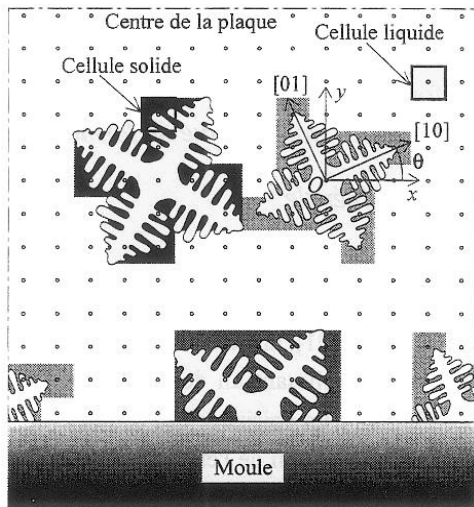 Centre de la plaque
Cellule liquide
Cellule solide
[01]
y
[10]
θ
O
x
Moule